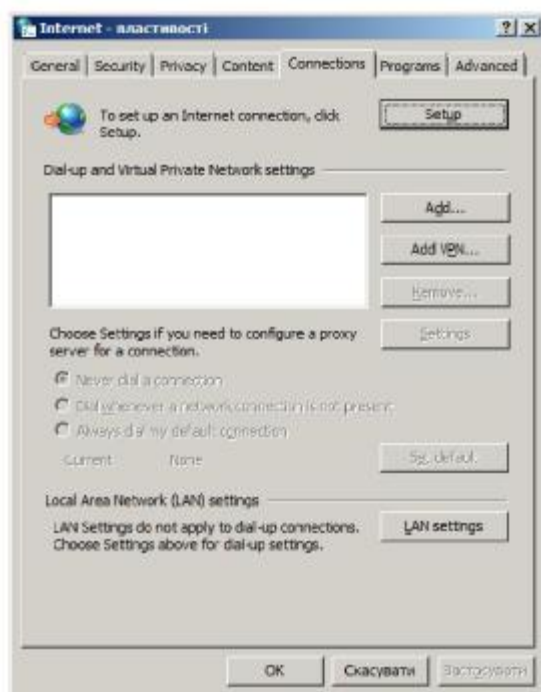 Internet - властивості
General Security Privacy Content Connections Programs Advanced
To set up an Internet connection, click
Setup.
Setup
Dial-up and Virtual Private Network settings
Add...
Add VPN...
Remove...
Choose Settings if you need to configure a proxy
server for a connection.
Settings
Never dial a connection
Dial whenever a network connection is not present
Always dial my default connection
Current None
Set default
Local Area Network (LAN) settings
LAN Settings do not apply to dial-up connections.
Choose Settings above for dial-up settings.
LAN settings
OK Скасувати Застосувати